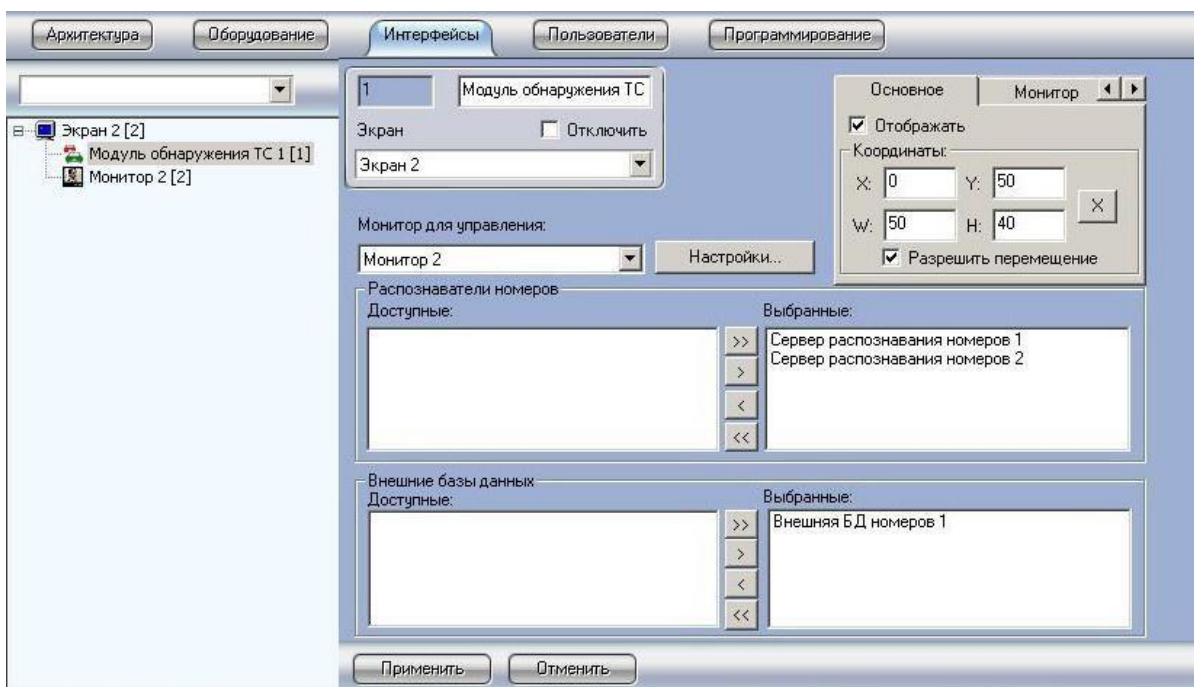 Архитектура
Оборудование
Интерфейсы
Пользователи
Программирование
Экран 2 [2]
Модуль обнаружения ТС 1 [1]
Монитор 2 [2]
1
Модуль обнаружения ТС
Экран
Отключить
Экран 2
Основное
Монитор
Отображать
Координаты:
X: 0 Y: 50
X
W: 50 H: 40
Разрешить перемещение
Монитор для управления:
Монитор 2
Настройки...
Распознаватели номеров
Доступные:
Выбранные:
>>
>
<
<<
Сервер распознавания номеров 1
Сервер распознавания номеров 2
Внешние базы данных
Доступные:
Выбранные:
>>
>
<
<<
Внешняя БД номеров 1
Применить
Отменить